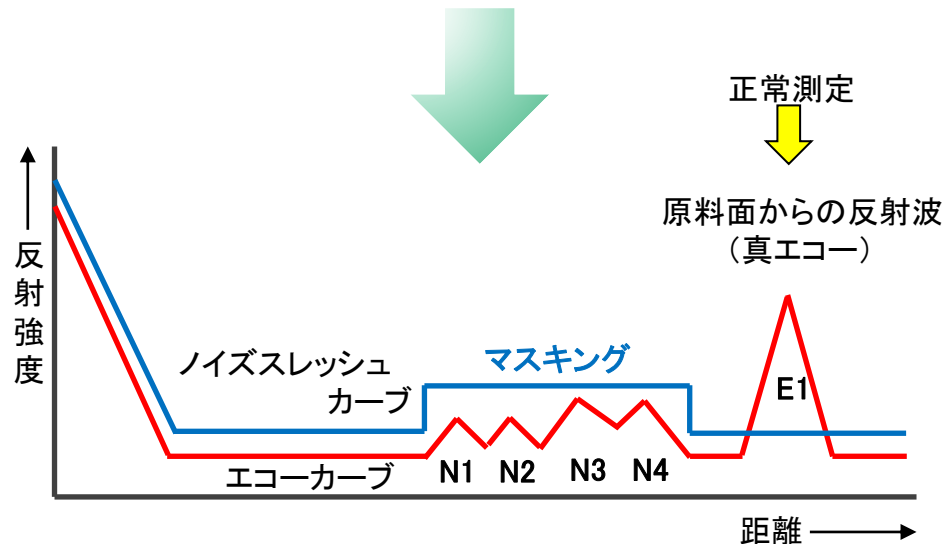 正常測定
原料面からの反射波
（真エコー）
反射強度
ノイズスレッシュ
カーブ
マスキング
E1
エコーカーブ
N1
N2
N3
N4
距離